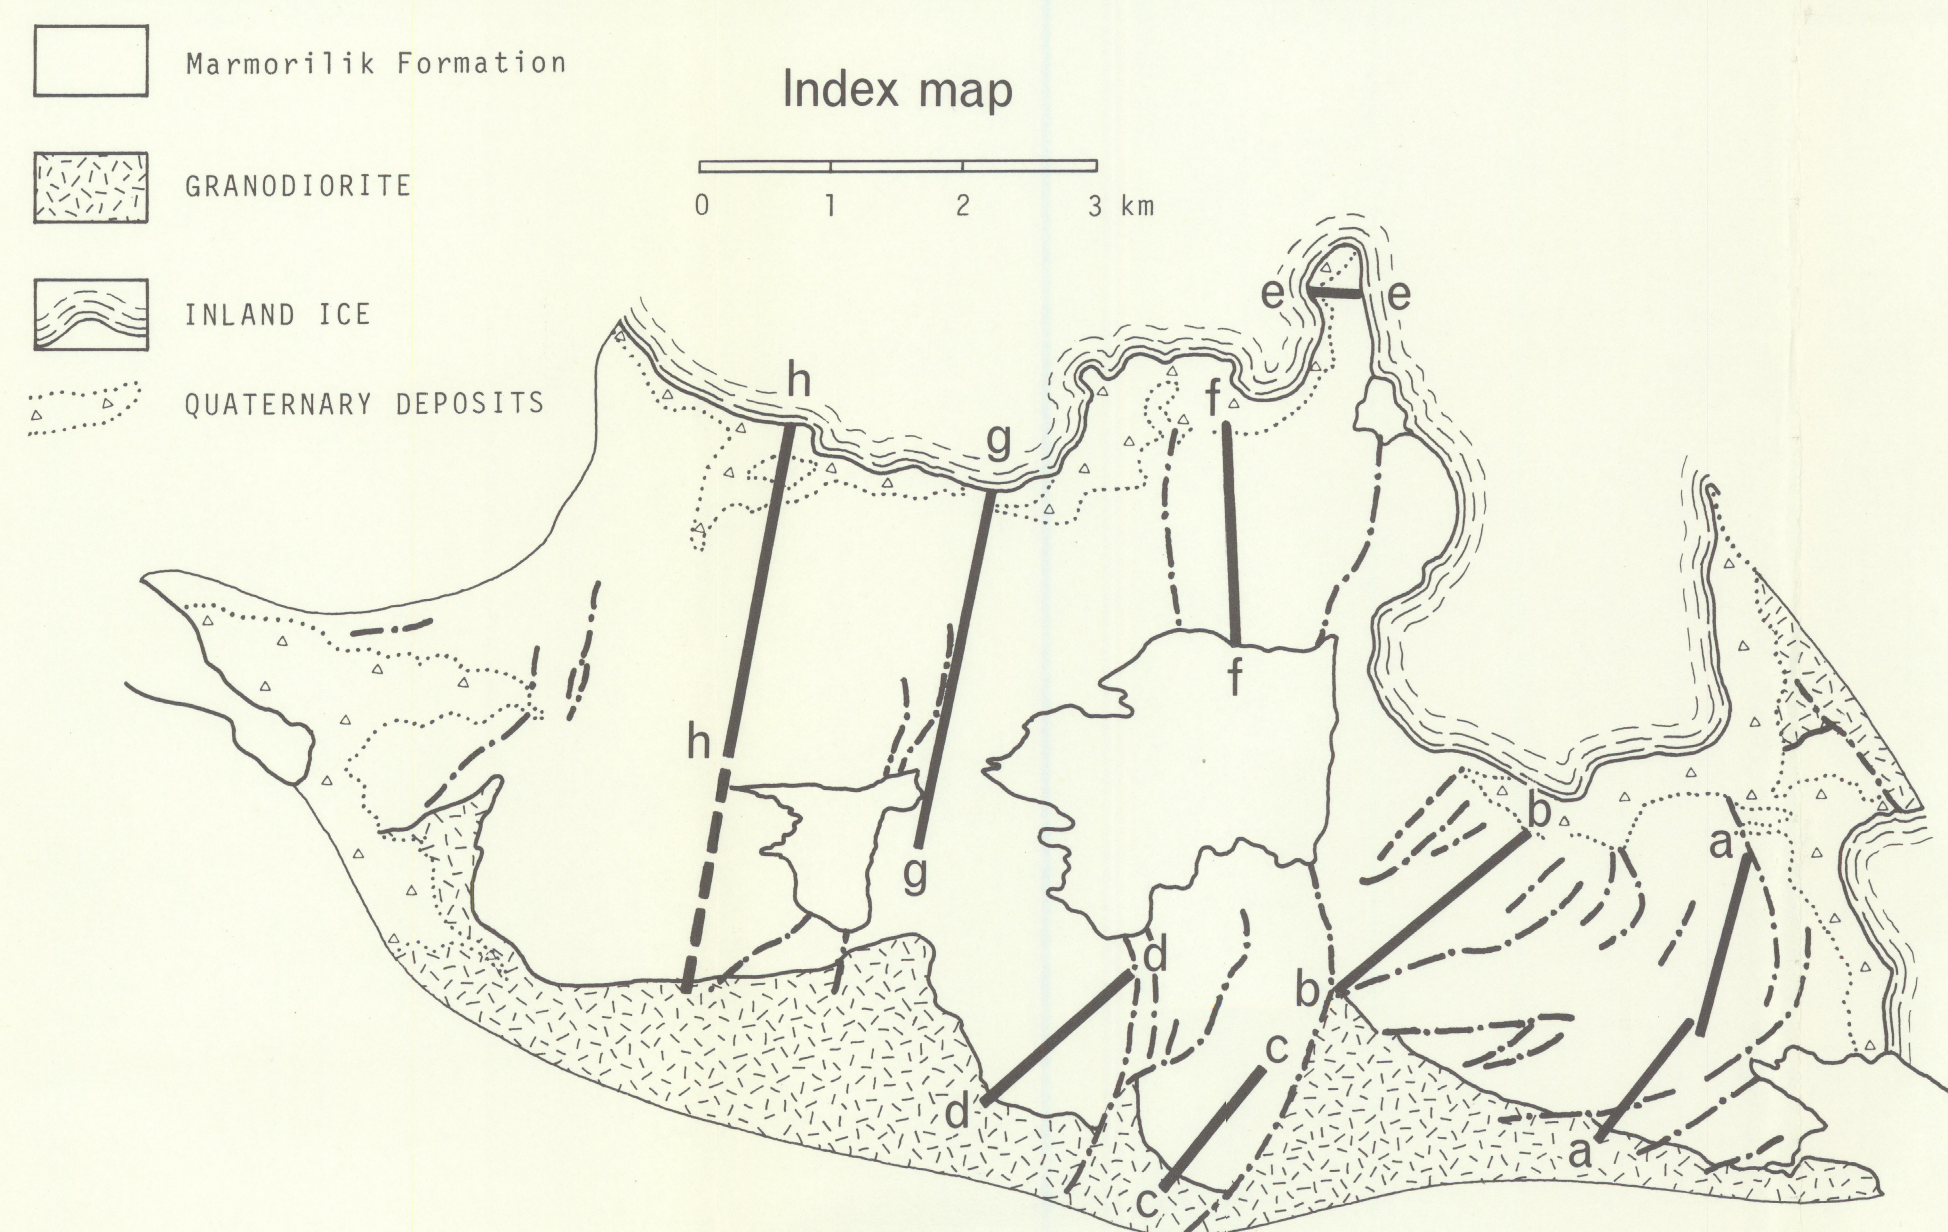 Marmorilik Formation
Index map
GRANODIORITE
0 1 2 3 km
INLAND ICE
e e
h
QUATERNARY DEPOSITS
f
g
f
h
b
a
g
d
b
c
d
a
c